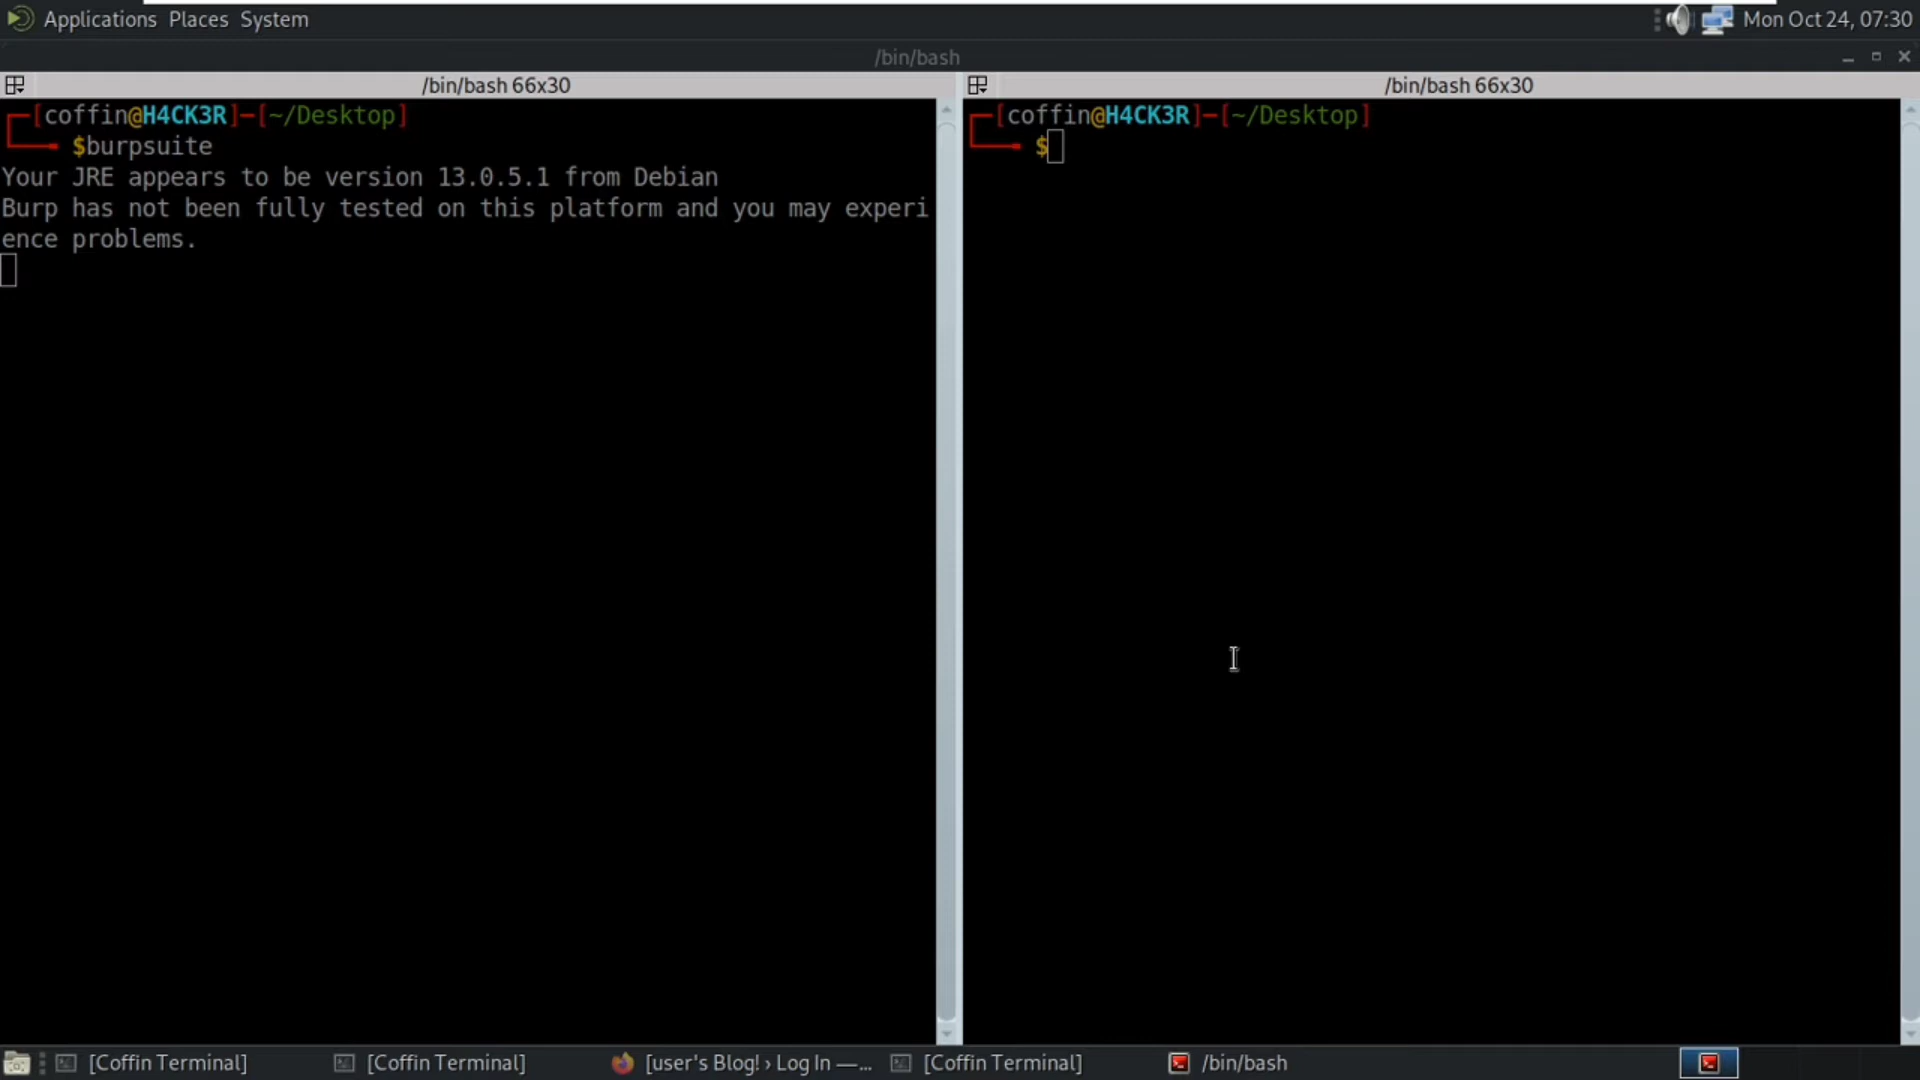 Applications Places System
Mon Oct 24, 07:30
/bin/bash
/bin/bash 66x30
[coffin@H4CK3R]-[~/Desktop]
$burpsuite
Your JRE appears to be version 13.0.5.1 from Debian
Burp has not been fully tested on this platform and you may experi
ence problems.
/bin/bash 66x30
[coffin@H4CK3R]-[~/Desktop]
$
[Coffin Terminal]
[Coffin Terminal]
[user's Blog! › Log In —...
[Coffin Terminal]
/bin/bash